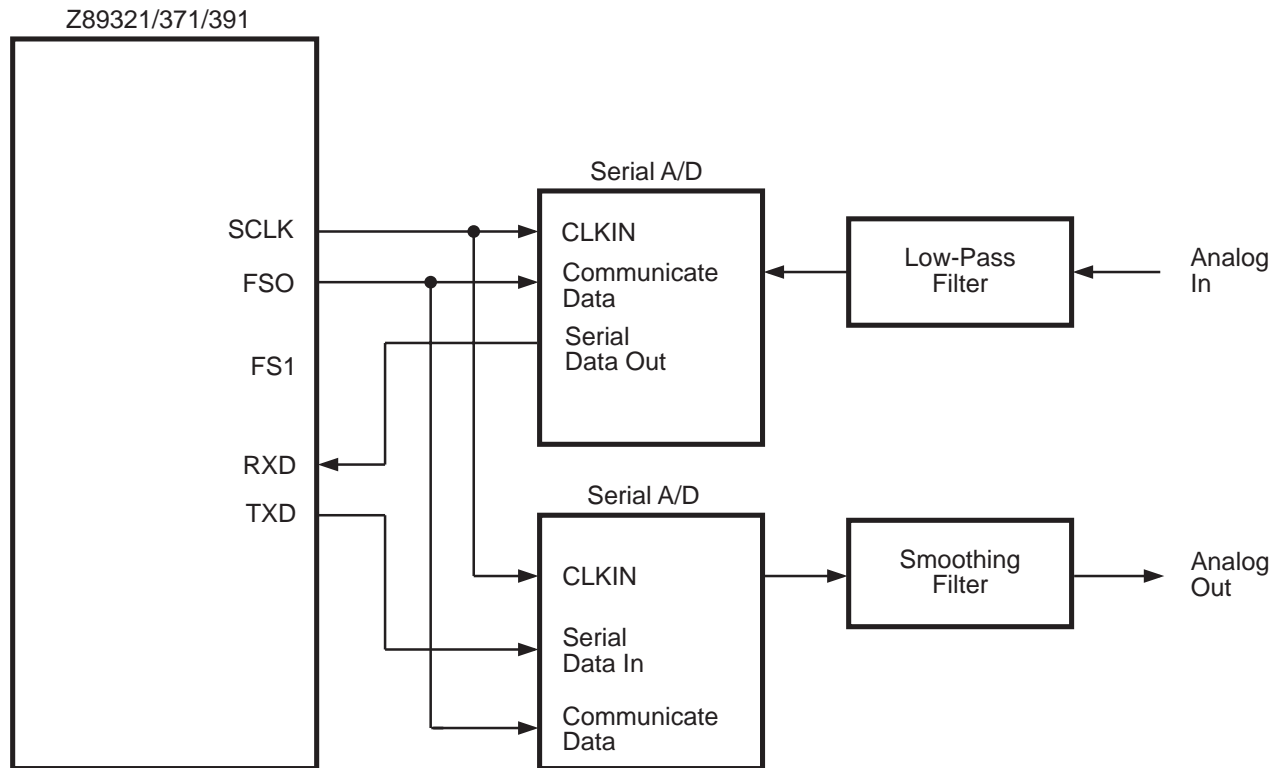 Z89321/371/391
SCLK
FSO
FS1
RXD
TXD
Serial A/D
CLKIN
Communicate
Data
Serial
Data Out
Low-Pass
Filter
Analog
In
Serial A/D
CLKIN
Serial
Data In
Communicate
Data
Smoothing
Filter
Analog
Out